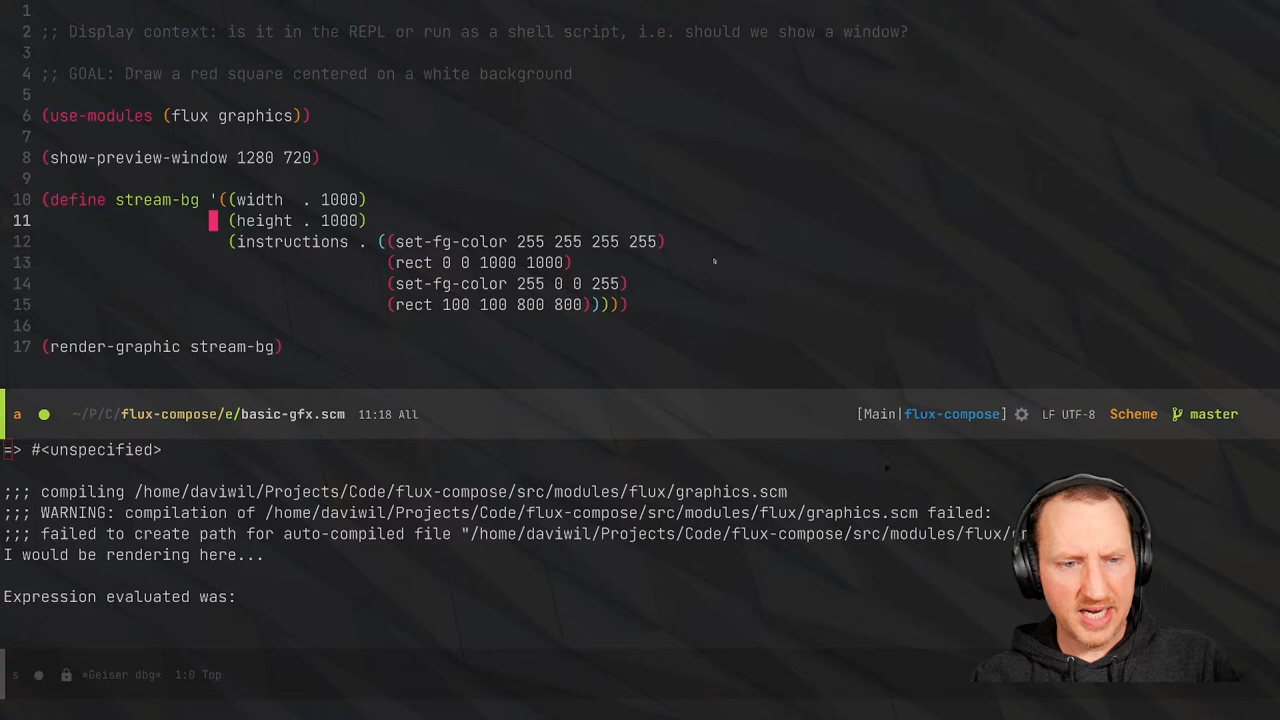 1
2 ;; Display context: is it in the REPL or run as a shell script, i.e. should we show a window?
3
4 ;; GOAL: Draw a red square centered on a white background
5
6 (use-modules (flux graphics))
7
8 (show-preview-window 1280 720)
9
10 (define stream-bg '((width  . 1000)
11                     (height . 1000)
12                     (instructions . ((set-fg-color 255 255 255 255)
13                                      (rect 0 0 1000 1000)
14                                      (set-fg-color 255 0 0 255)
15                                      (rect 100 100 800 800)))))
16
17 (render-graphic stream-bg)
a ~/P/C/flux-compose/e/basic-gfx.scm 11:18 All [Main|flux-compose] LF UTF-8 Scheme master
=> #<unspecified>
;;; compiling /home/daviwil/Projects/Code/flux-compose/src/modules/flux/graphics.scm
;;; WARNING: compilation of /home/daviwil/Projects/Code/flux-compose/src/modules/flux/graphics.scm failed:
;;; failed to create path for auto-compiled file "/home/daviwil/Projects/Code/flux-compose/src/modules/flux/
I would be rendering here...
Expression evaluated was:
s *Geiser dbg* 1:0 Top